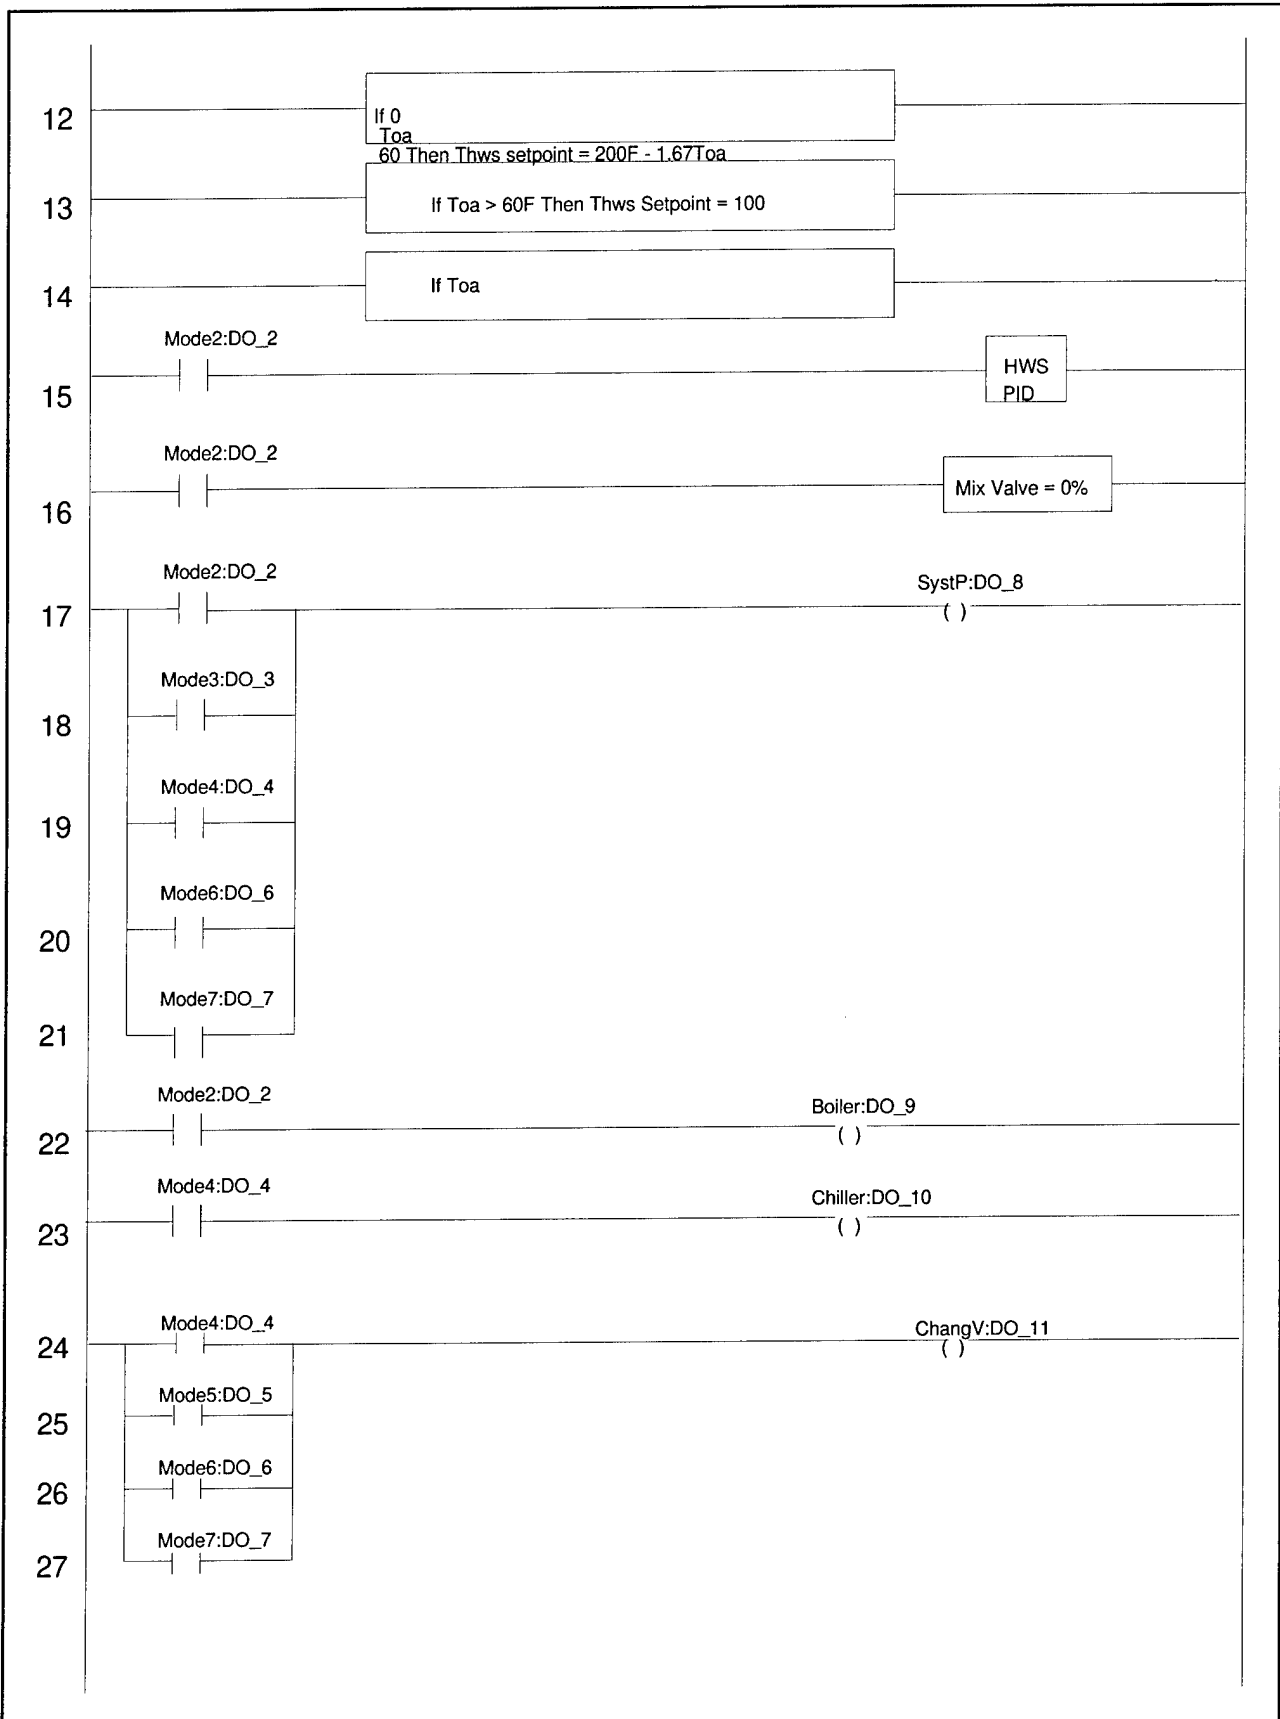 12
If 0
Toa
60 Then Thws setpoint = 200F - 1.67Toa
13
If Toa > 60F Then Thws Setpoint = 100
14
If Toa
Mode2:DO_2
15
HWS
PID
Mode2:DO_2
16
Mix Valve = 0%
Mode2:DO_2
17
SystP:DO_8
( )
Mode3:DO_3
18
Mode4:DO_4
19
Mode6:DO_6
20
Mode7:DO_7
21
Mode2:DO_2
22
Boiler:DO_9
( )
Mode4:DO_4
23
Chiller:DO_10
( )
Mode4:DO_4
24
ChangV:DO_11
( )
Mode5:DO_5
25
Mode6:DO_6
26
Mode7:DO_7
27